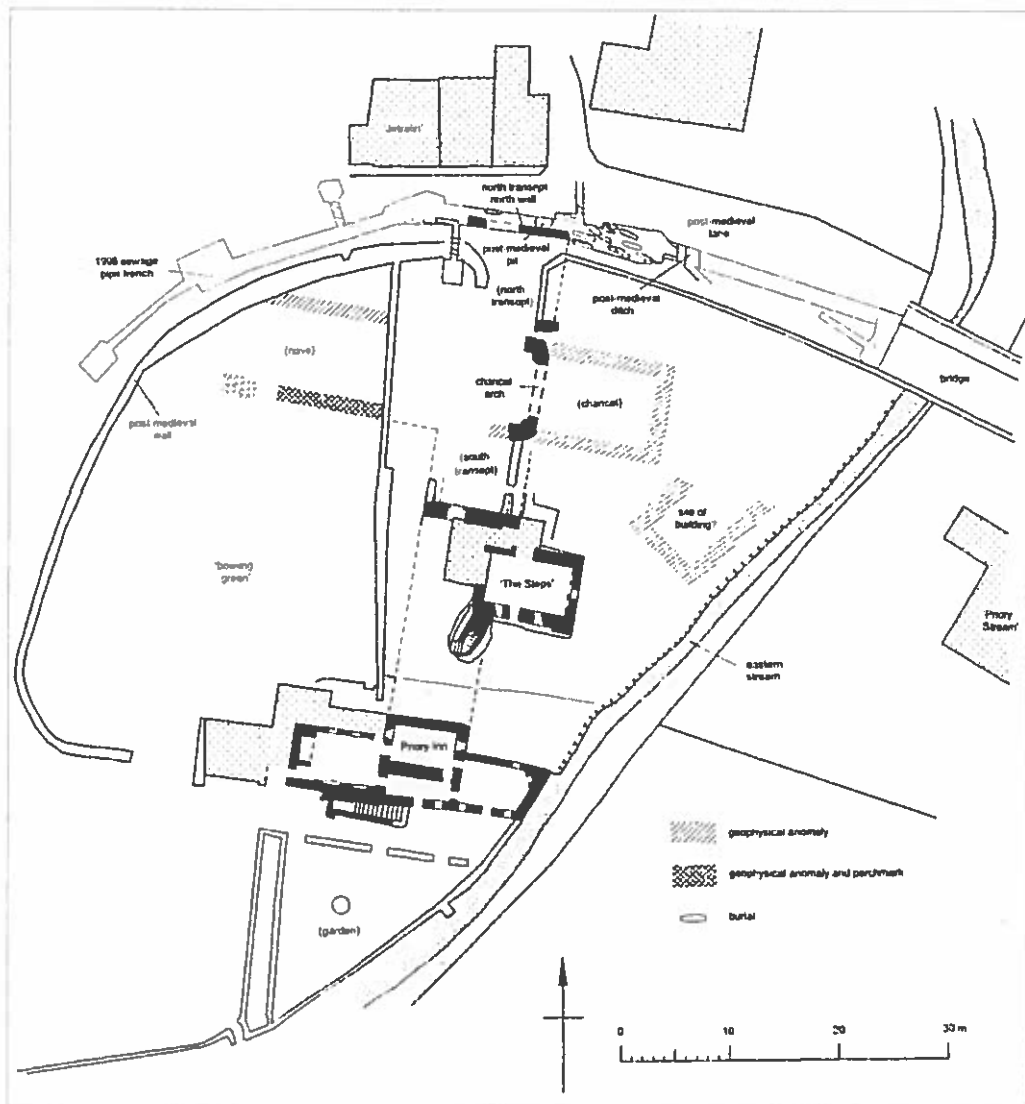 north transept
north wall
post-medieval
lane
post-medieval
pit
1996 sewage
pipe trench
(north
transept)
post-medieval
ditch
(nave)
bridge
chancel
arch
(chancel)
post medieval
wall
(south
transept)
site of
building?
'bowling
green'
'The Steps'
'Priory
Stream'
eastern
stream
Priory Inn
geophysical anomaly
geophysical anomaly and parchmark
burial
(garden)
0 10 20 30 m